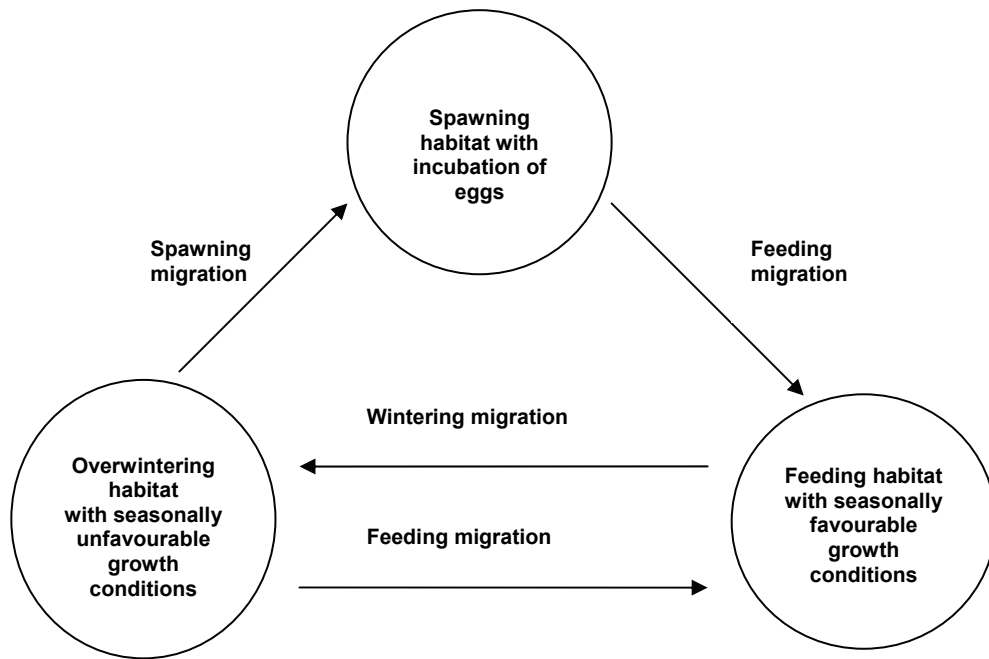 Spawning
habitat with
incubation of
eggs
Spawning
migration
Feeding
migration
Wintering migration
Overwintering
habitat
with seasonally
unfavourable
growth
conditions
Feeding habitat
with seasonally
favourable
growth
conditions
Feeding migration